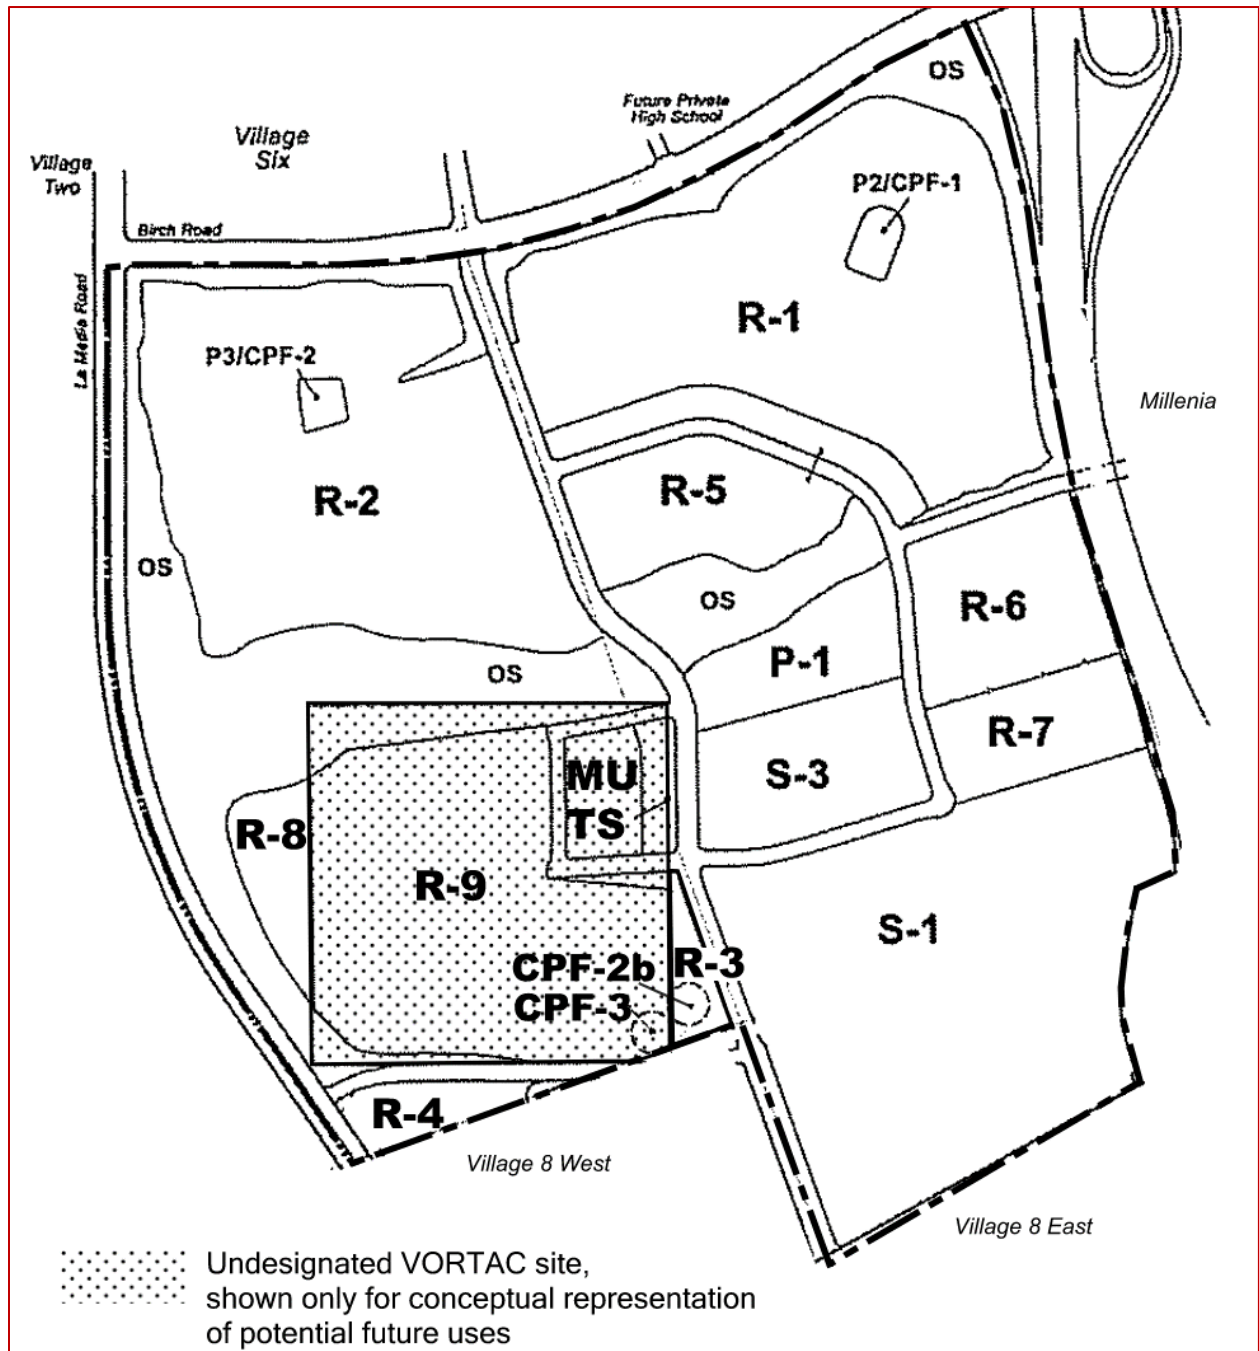 OS
Future Private
High School
Village
Six
Village
Two
P2/CPF-1
Birch Road
La Media Road
R-1
P3/CPF-2
Millenia
R-2
R-5
OS
OS
R-6
P-1
OS
R-7
MU
S-3
TS
R-8
R-9
S-1
CPF-2b
R-3
CPF-3
R-4
Village 8 West
Village 8 East
Undesignated VORTAC site,
shown only for conceptual representation
of potential future uses